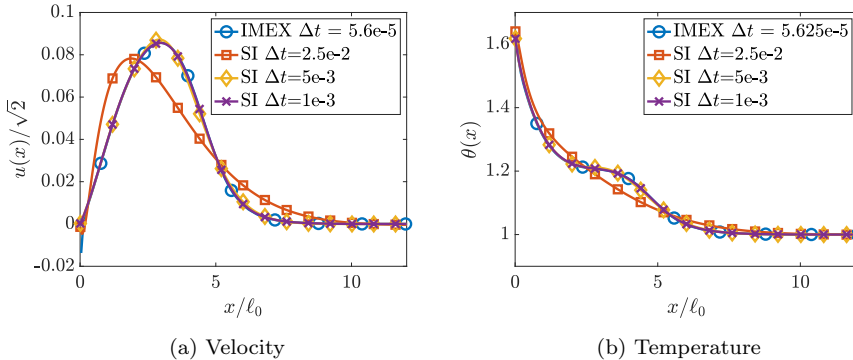 0.1
0.08
0.06
0.04
0.02
0
-0.02
u(x)/√2
IMEX Δt = 5.6e-5
SI Δt=2.5e-2
SI Δt=5e-3
SI Δt=1e-3
0
5
10
x/ℓ₀
(a) Velocity
1.6
1.4
1.2
1
θ(x)
IMEX Δt = 5.625e-5
SI Δt=2.5e-2
SI Δt=5e-3
SI Δt=1e-3
0
5
10
x/ℓ₀
(b) Temperature